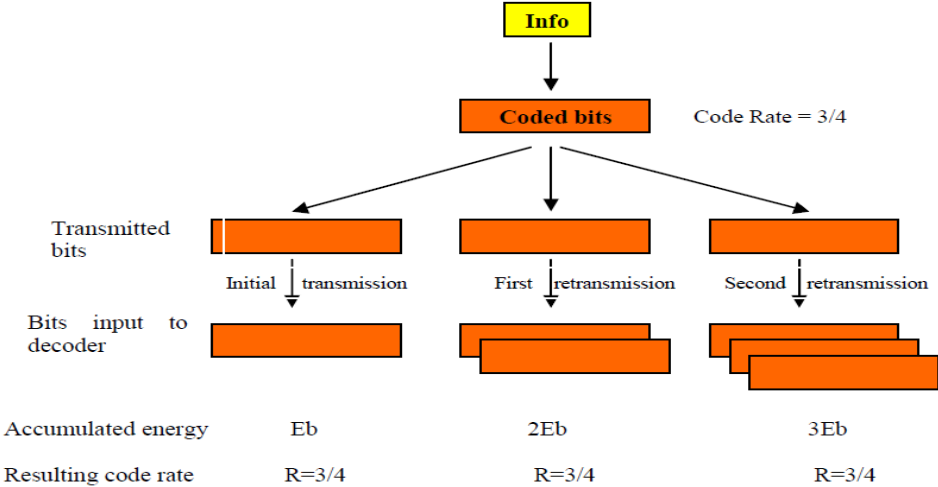 Info
Coded bits
Code Rate = 3/4
Transmitted
bits
Initial transmission
First retransmission
Second retransmission
Bits input to
decoder
Accumulated energy Eb 2Eb 3Eb
Resulting code rate R=3/4 R=3/4 R=3/4